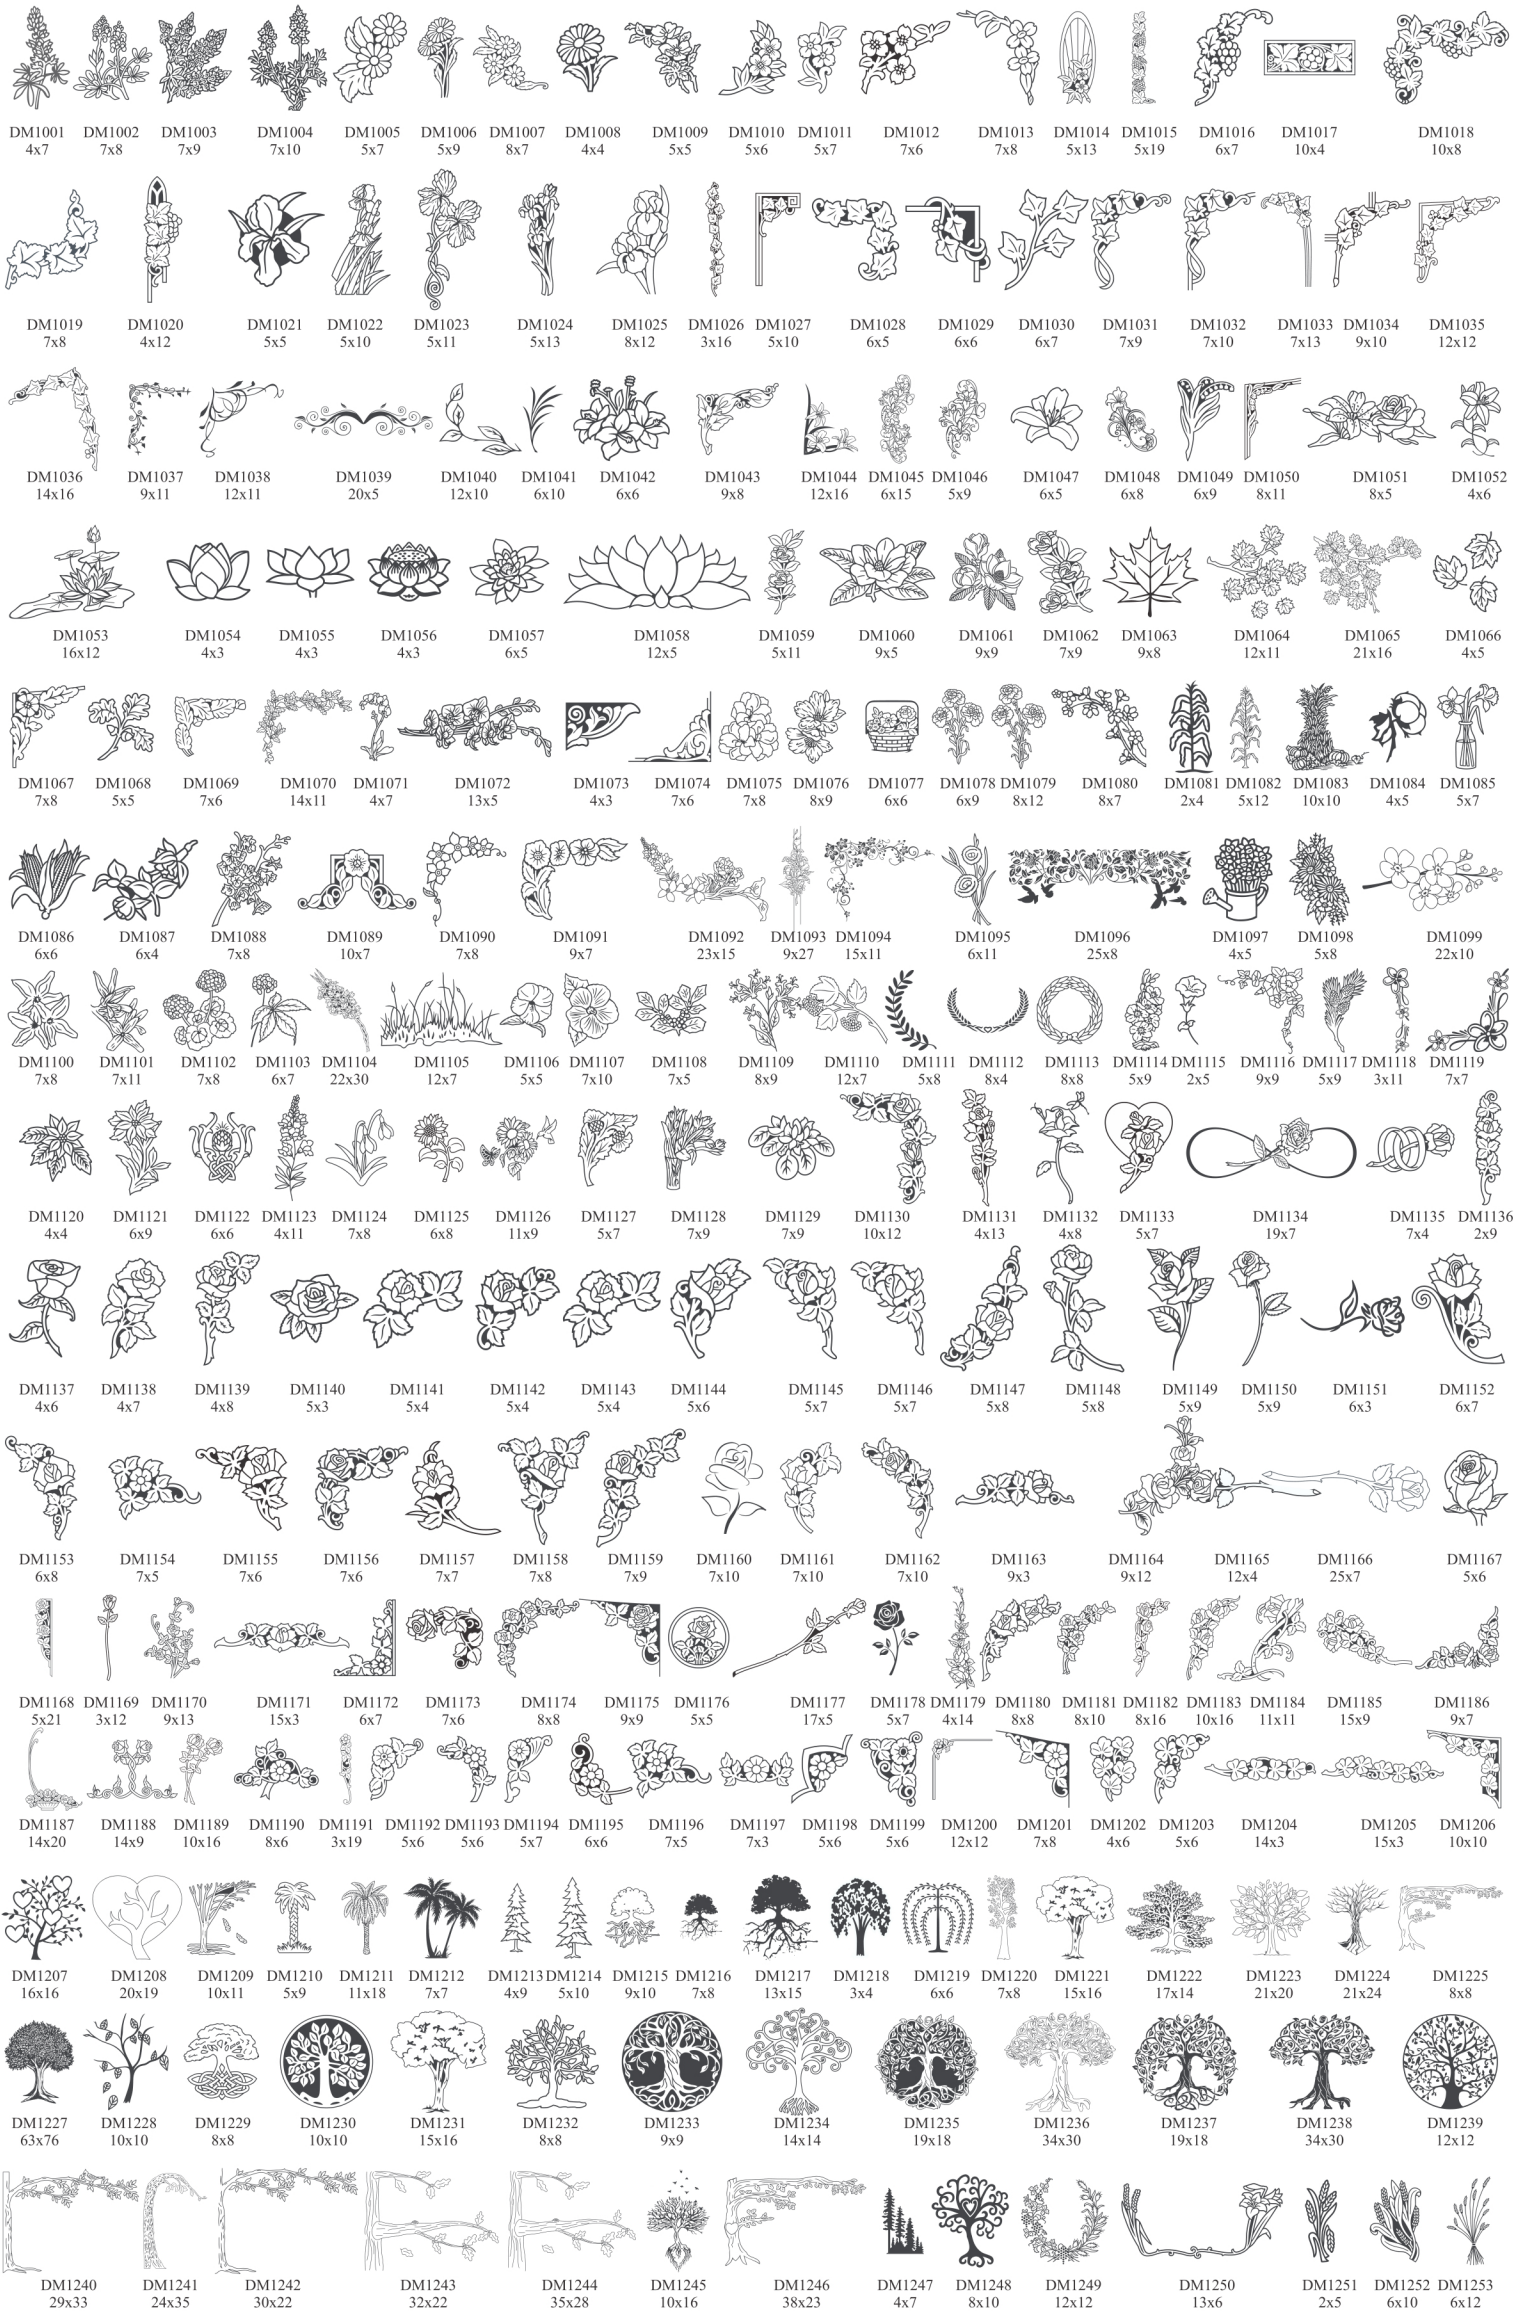 DM1001 DM1002 DM1003 DM1004 DM1005 DM1006 DM1007 DM1008 DM1009 DM1010 DM1011 DM1012 DM1013 DM1014 DM1015 DM1016 DM1017 DM1018
4x7 7x8 7x9 7x10 5x7 5x9 8x7 4x4 5x5 5x6 5x7 7x6 7x8 5x13 5x19 6x7 10x4 10x8
DM1019 DM1020 DM1021 DM1022 DM1023 DM1024 DM1025 DM1026 DM1027 DM1028 DM1029 DM1030 DM1031 DM1032 DM1033 DM1034 DM1035
7x8 4x12 5x5 5x10 5x11 5x13 8x12 3x16 5x10 6x5 6x6 6x7 7x9 7x10 7x13 9x10 12x12
DM1036 DM1037 DM1038 DM1039 DM1040 DM1041 DM1042 DM1043 DM1044 DM1045 DM1046 DM1047 DM1048 DM1049 DM1050 DM1051 DM1052
14x16 9x11 12x11 20x5 12x10 6x10 6x6 9x8 12x16 6x15 5x9 6x5 6x8 6x9 8x11 8x5 4x6
DM1053 DM1054 DM1055 DM1056 DM1057 DM1058 DM1059 DM1060 DM1061 DM1062 DM1063 DM1064 DM1065 DM1066
16x12 4x3 4x3 4x3 6x5 12x5 5x11 9x5 9x9 7x9 9x8 12x11 21x16 4x5
DM1067 DM1068 DM1069 DM1070 DM1071 DM1072 DM1073 DM1074 DM1075 DM1076 DM1077 DM1078 DM1079 DM1080 DM1081 DM1082 DM1083 DM1084 DM1085
7x8 5x5 7x6 14x11 4x7 13x5 4x3 7x6 7x8 8x9 6x6 6x9 8x12 8x7 2x4 5x12 10x10 4x5 5x7
DM1086 DM1087 DM1088 DM1089 DM1090 DM1091 DM1092 DM1093 DM1094 DM1095 DM1096 DM1097 DM1098 DM1099
6x6 6x4 7x8 10x7 7x8 9x7 23x15 9x27 15x11 6x11 25x8 4x5 5x8 22x10
DM1100 DM1101 DM1102 DM1103 DM1104 DM1105 DM1106 DM1107 DM1108 DM1109 DM1110 DM1111 DM1112 DM1113 DM1114 DM1115 DM1116 DM1117 DM1118 DM1119
7x8 7x11 7x8 6x7 22x30 12x7 5x5 7x10 7x5 8x9 12x7 5x8 8x4 8x8 5x9 2x5 9x9 5x9 3x11 7x7
DM1120 DM1121 DM1122 DM1123 DM1124 DM1125 DM1126 DM1127 DM1128 DM1129 DM1130 DM1131 DM1132 DM1133 DM1134 DM1135 DM1136
4x4 6x9 6x6 4x11 7x8 6x8 11x9 5x7 7x9 7x9 10x12 4x13 4x8 5x7 19x7 7x4 2x9
DM1137 DM1138 DM1139 DM1140 DM1141 DM1142 DM1143 DM1144 DM1145 DM1146 DM1147 DM1148 DM1149 DM1150 DM1151 DM1152
4x6 4x7 4x8 5x3 5x4 5x4 5x4 5x6 5x7 5x7 5x8 5x8 5x9 5x9 6x3 6x7
DM1153 DM1154 DM1155 DM1156 DM1157 DM1158 DM1159 DM1160 DM1161 DM1162 DM1163 DM1164 DM1165 DM1166 DM1167
6x8 7x5 7x6 7x6 7x7 7x8 7x9 7x10 7x10 7x10 9x3 9x12 12x4 25x7 5x6
DM1168 DM1169 DM1170 DM1171 DM1172 DM1173 DM1174 DM1175 DM1176 DM1177 DM1178 DM1179 DM1180 DM1181 DM1182 DM1183 DM1184 DM1185 DM1186
5x21 3x12 9x13 15x3 6x7 7x6 8x8 9x9 5x5 17x5 5x7 4x14 8x8 8x10 8x16 10x16 11x11 15x9 9x7
DM1187 DM1188 DM1189 DM1190 DM1191 DM1192 DM1193 DM1194 DM1195 DM1196 DM1197 DM1198 DM1199 DM1200 DM1201 DM1202 DM1203 DM1204 DM1205 DM1206
14x20 14x9 10x16 8x6 3x19 5x6 5x6 5x7 6x6 7x5 7x3 5x6 5x6 12x12 7x8 4x6 5x6 14x3 15x3 10x10
DM1207 DM1208 DM1209 DM1210 DM1211 DM1212 DM1213 DM1214 DM1215 DM1216 DM1217 DM1218 DM1219 DM1220 DM1221 DM1222 DM1223 DM1224 DM1225
16x16 20x19 10x11 5x9 11x18 7x7 4x9 5x10 9x10 7x8 13x15 3x4 6x6 7x8 15x16 17x14 21x20 21x24 8x8
DM1227 DM1228 DM1229 DM1230 DM1231 DM1232 DM1233 DM1234 DM1235 DM1236 DM1237 DM1238 DM1239
63x76 10x10 8x8 10x10 15x16 8x8 9x9 14x14 19x18 34x30 19x18 34x30 12x12
DM1240 DM1241 DM1242 DM1243 DM1244 DM1245 DM1246 DM1247 DM1248 DM1249 DM1250 DM1251 DM1252 DM1253
29x33 24x35 30x22 32x22 35x28 10x16 38x23 4x7 8x10 12x12 13x6 2x5 6x10 6x12